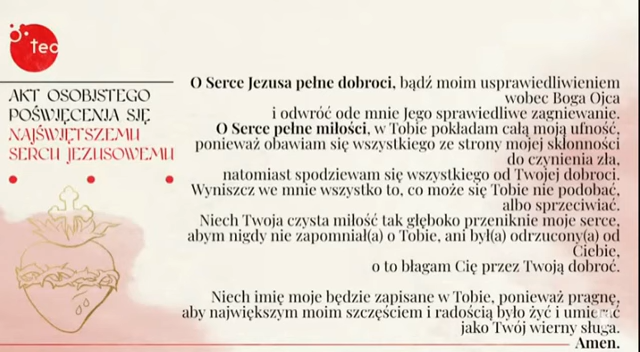 teo
AKT OSOBISTEGO
POŚWIĘCENIA SIĘ
NAJŚWIĘTSZEMU
SERCU JEZUSOWEMU
O Serce Jezusa pełne dobroci, bądź moim usprawiedliwieniem
wobec Boga Ojca
i odwróć ode mnie Jego sprawiedliwe zagniewanie.
O Serce pełne miłości, w Tobie pokładam całą moją ufność,
ponieważ obawiam się wszystkiego ze strony mojej skłonności
do czynienia zła,
natomiast spodziewam się wszystkiego od Twojej dobroci.
Wyniszcz we mnie wszystko to, co może się Tobie nie podobać,
albo sprzeciwiać.
Niech Twoja czysta miłość tak głęboko przeniknie moje serce,
abym nigdy nie zapomniał(a) o Tobie, ani był(a) odrzucony(a) od
Ciebie,
o to błagam Cię przez Twoją dobroć.
Niech imię moje będzie zapisane w Tobie, ponieważ pragnę,
aby największym moim szczęściem i radością było żyć i umierać
jako Twój wierny sługa.
Amen.